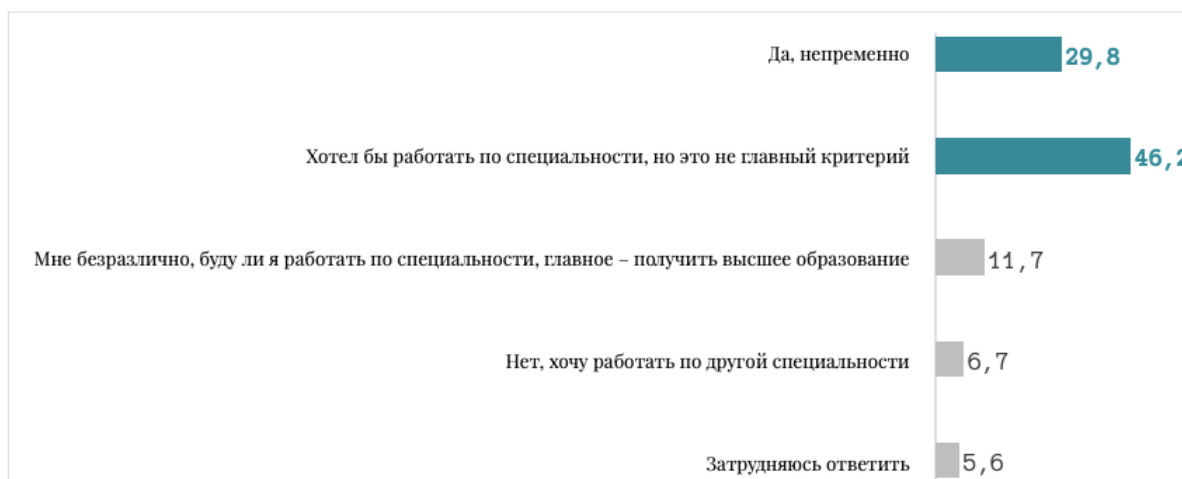 Да, непременно 29,8
Хотел бы работать по специальности, но это не главный критерий 46,2
Мне безразлично, буду ли я работать по специальности, главное – получить высшее образование 11,7
Нет, хочу работать по другой специальности 6,7
Затрудняюсь ответить 5,6